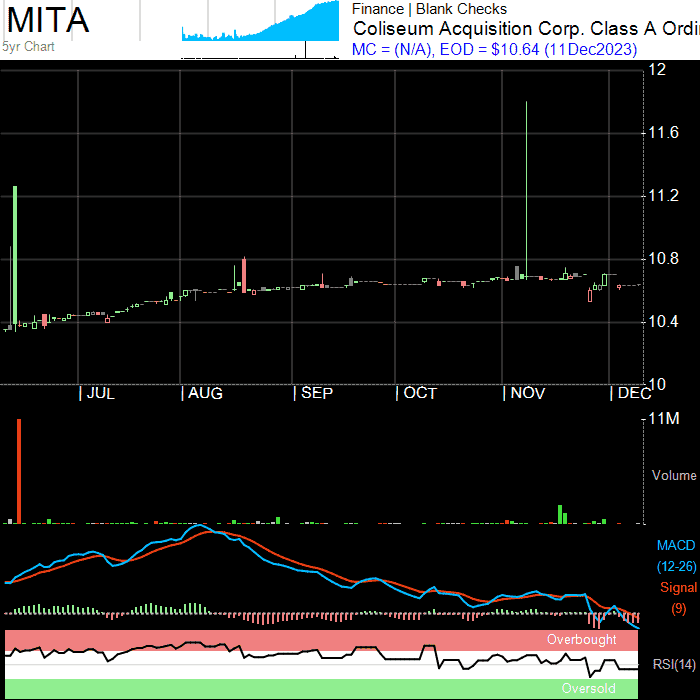 MITA
5yr Chart
Finance | Blank Checks
Coliseum Acquisition Corp. Class A Ordi
MC = (N/A), EOD = $10.64 (11Dec2023)
12
11.6
11.2
10.8
10.4
10
| JUL | AUG | SEP | OCT | NOV | DEC
11M
Volume
MACD
(12-26)
Signal
(9)
Overbought
RSI(14)
Oversold